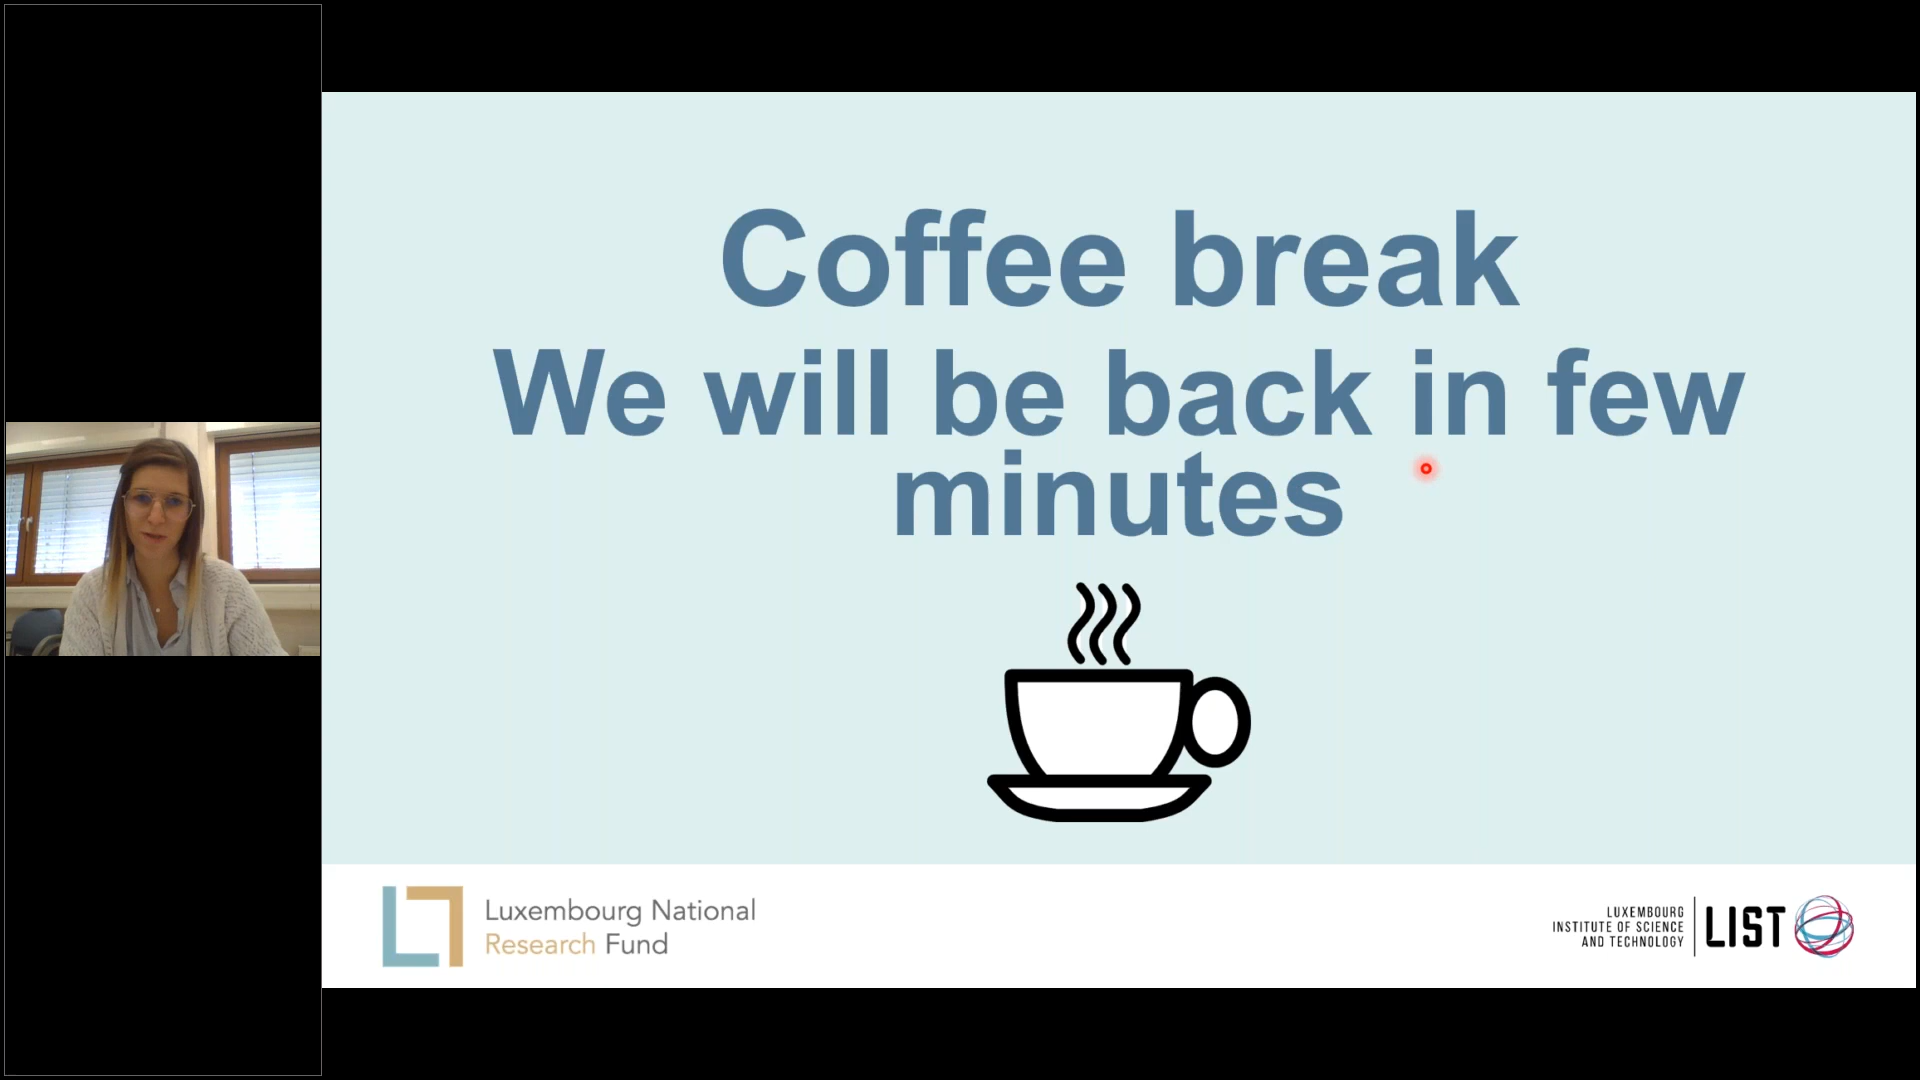 Coffee break
We will be back in few
minutes
Luxembourg National
Research Fund
LUXEMBOURG
INSTITUTE OF SCIENCE
AND TECHNOLOGY
LIST